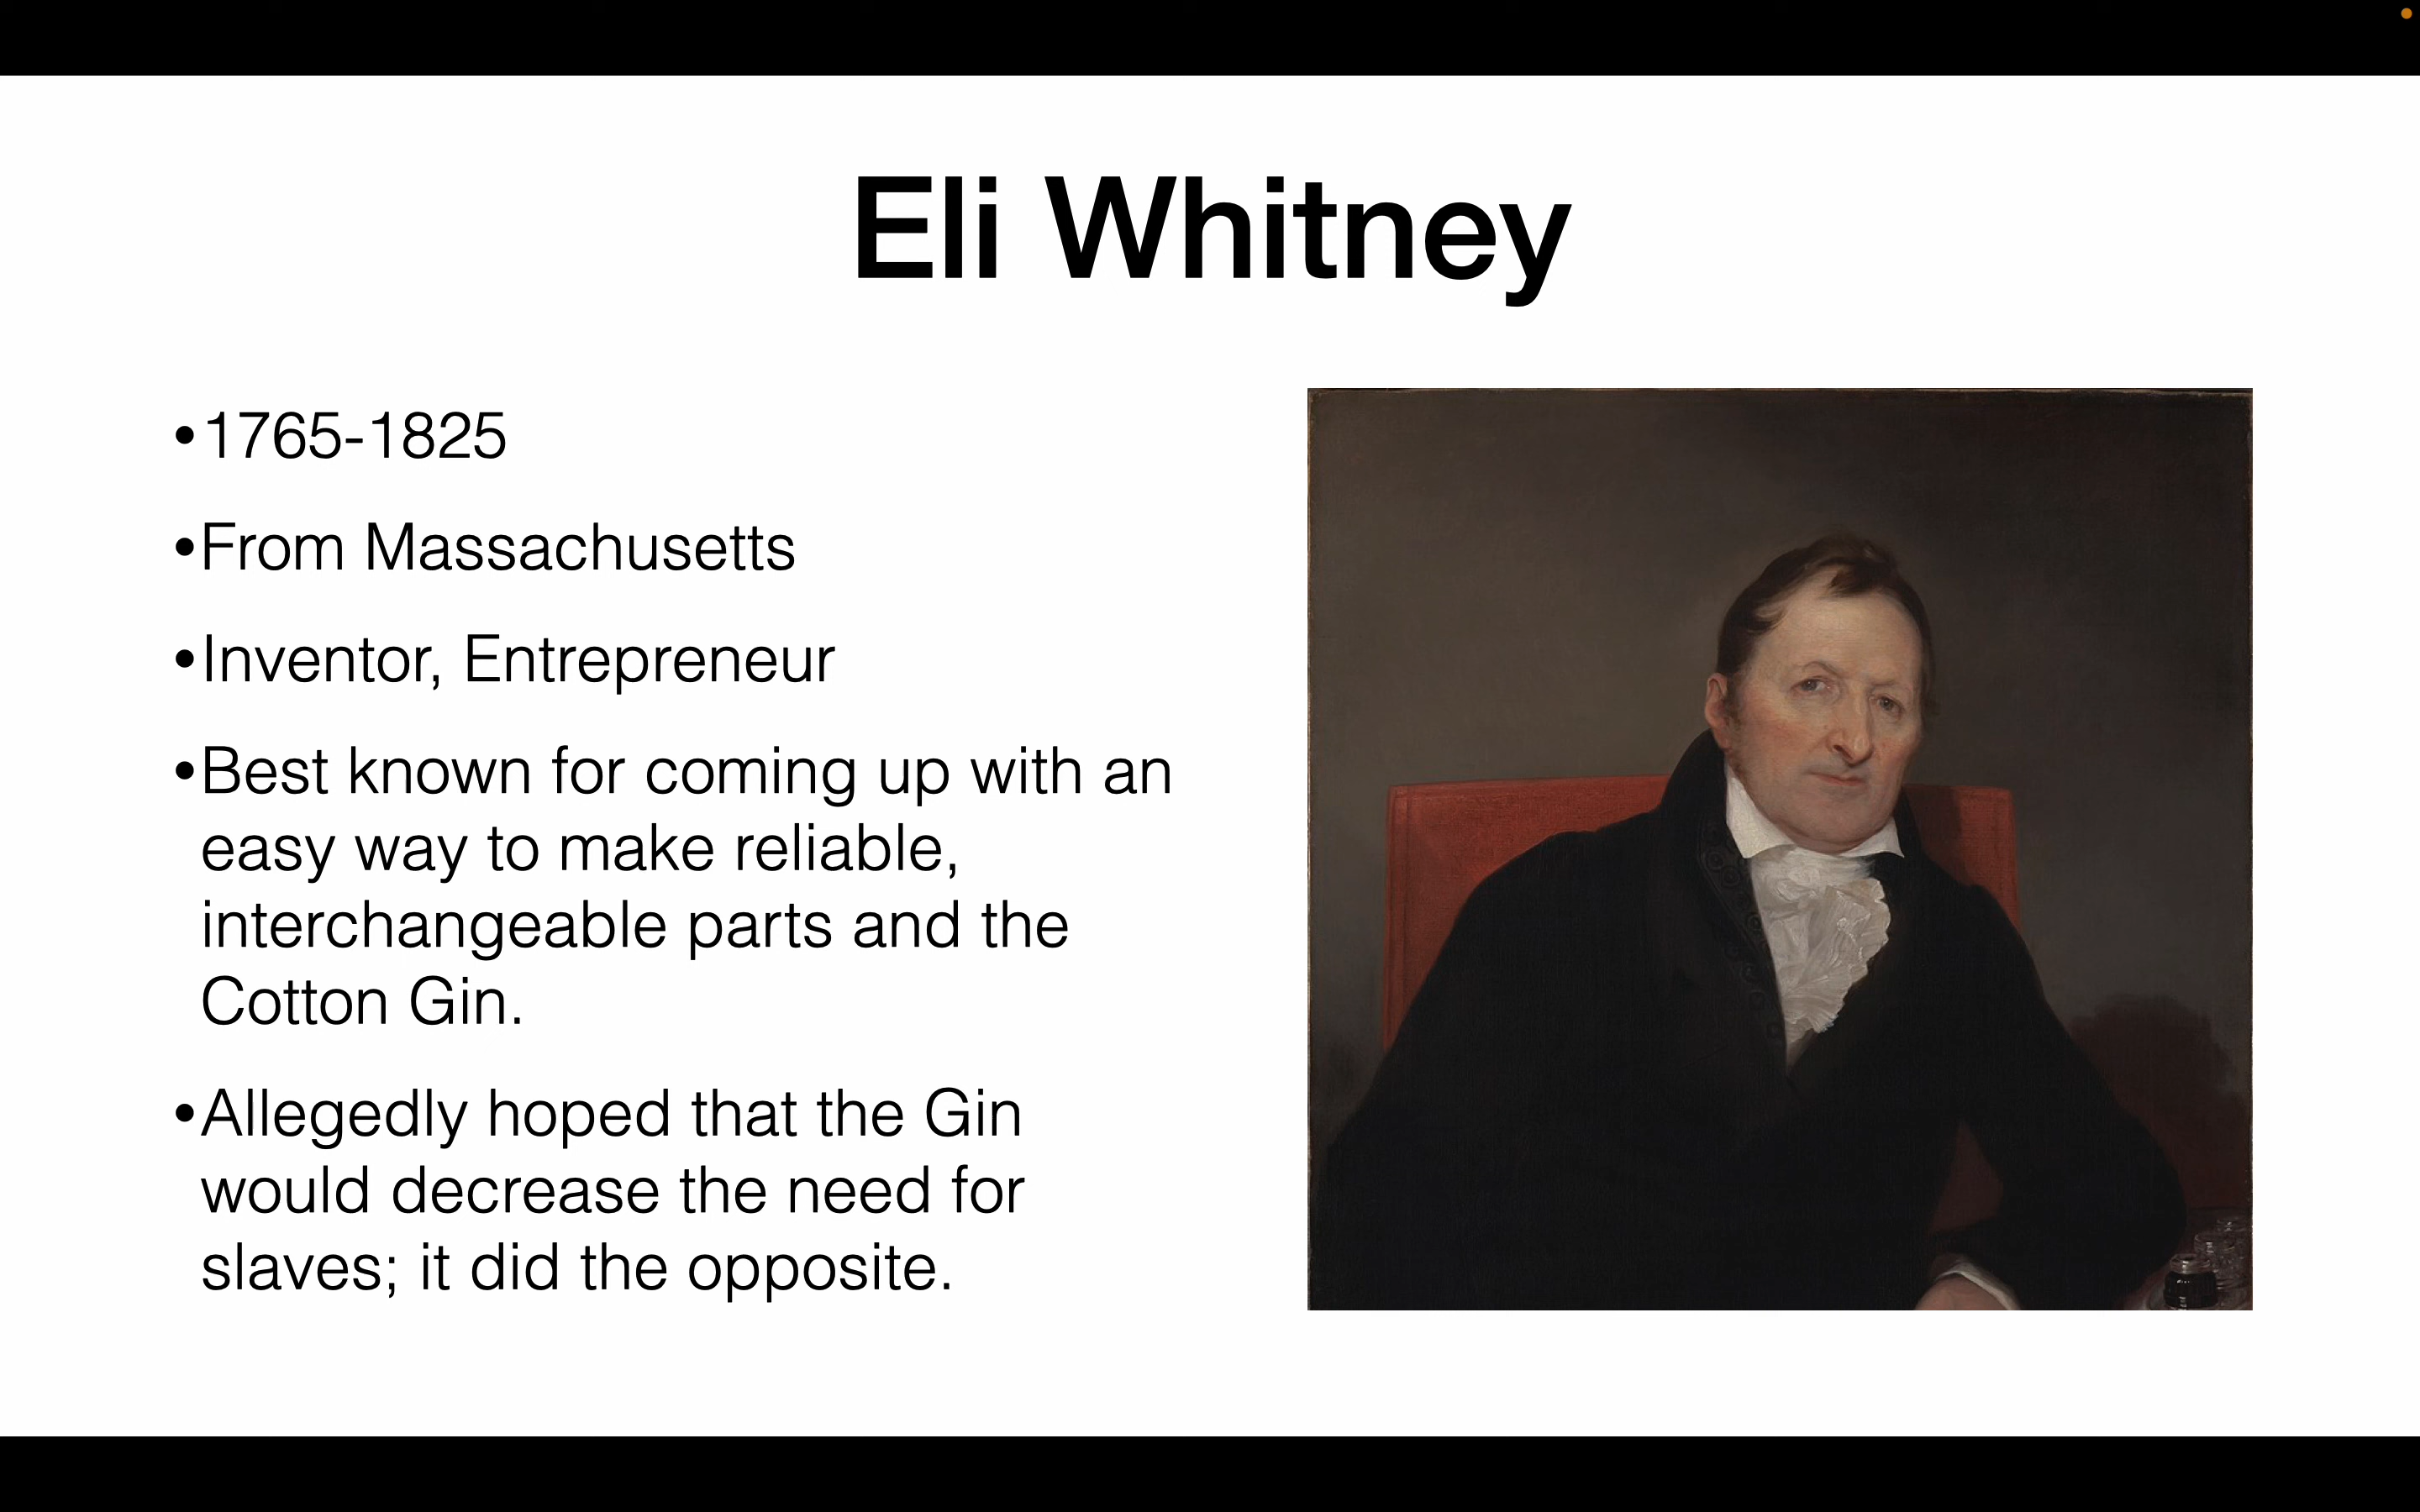 Eli Whitney
•1765-1825
•From Massachusetts
•Inventor, Entrepreneur
•Best known for coming up with an
easy way to make reliable,
interchangeable parts and the
Cotton Gin.
•Allegedly hoped that the Gin
would decrease the need for
slaves; it did the opposite.